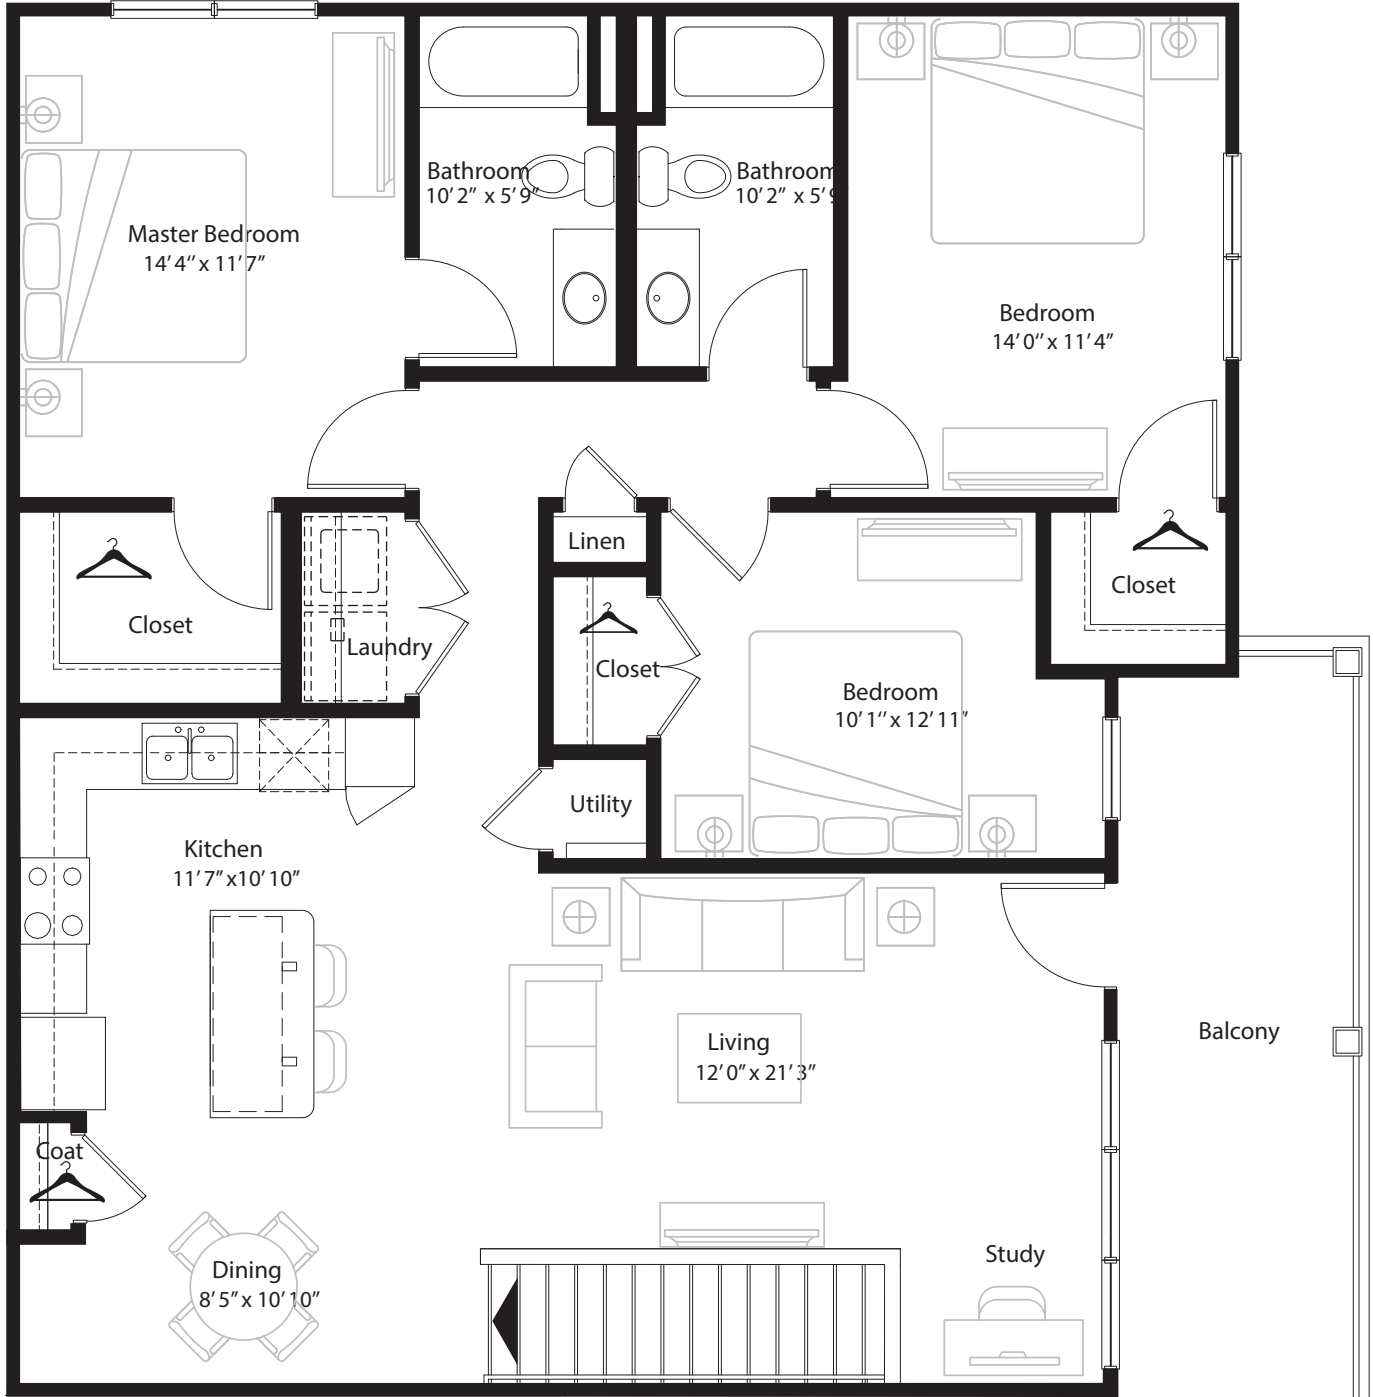 Bathroom
10’2” x 5’9”
Bathroom
10’2” x 5’9
Master Bedroom
14’4” x 11’7”
Bedroom
14’0” x 11’4”
Linen
Closet
Closet
Laundry
Closet
Bedroom
10’1” x 12’11”
Utility
Kitchen
11’7” x10’10”
Living
12’0” x 21’3”
Balcony
Coat
Study
Dining
8’5” x 10’10”